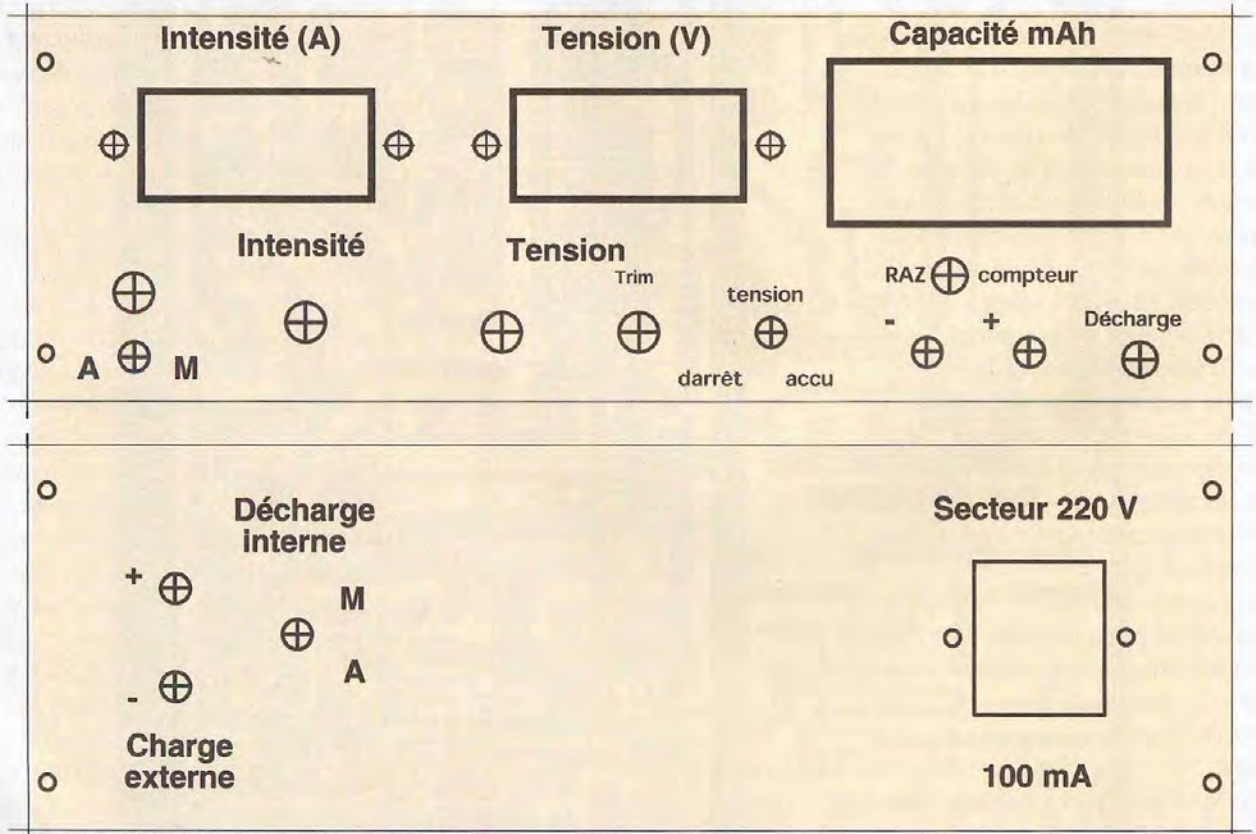 Intensité (A)
Tension (V)
Capacité mAh
Intensité
Tension
Trim
tension
RAZ compteur
- +
Décharge
A M
darrêt accu
Décharge
interne
+
M
A
-
Charge
externe
Secteur 220 V
100 mA